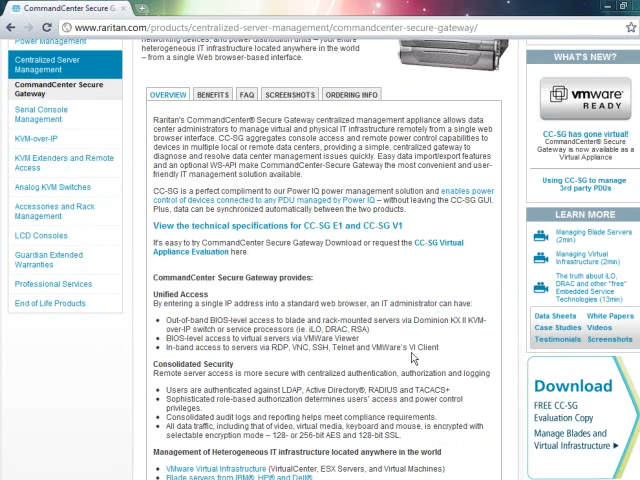 CommandCenter Secure G
www.raritan.com/products/centralized-server-management/commandcenter-secure-gateway/
Power Management
Centralized Server
Management
CommandCenter Secure
Gateway
Serial Console
Management
KVM-over-IP
KVM Extenders and Remote
Access
Analog KVM Switches
Accessories and Rack
Management
LCD Consoles
Guardian Extended
Warranties
Professional Services
End of Life Products
heterogeneous IT infrastructure located anywhere in the world
– from a single Web browser-based interface.
OVERVIEW
BENEFITS
FAQ
SCREENSHOTS
ORDERING INFO
Raritan's CommandCenter® Secure Gateway centralized management appliance allows data
center administrators to manage virtual and physical IT infrastructure remotely from a single web
browser interface. CC-SG aggregates console access and remote power control capabilities to
devices in multiple local or remote data centers, providing a simple, centralized gateway to
diagnose and resolve data center management issues quickly. Easy data import/export features
and an optional WS-API make CommandCenter-Secure Gateway the most convenient and user-
friendly IT management solution available.
CC-SG is a perfect compliment to our Power IQ power management solution and enables power
control of devices connected to any PDU managed by Power IQ – without leaving the CC-SG GUI.
Plus, data can be synchronized automatically between the two products.
View the technical specifications for CC-SG E1 and CC-SG V1
It's easy to try CommandCenter Secure Gateway Download or request the CC-SG Virtual
Appliance Evaluation here.
CommandCenter Secure Gateway provides:
Unified Access
By entering a single IP address into a standard web browser, an IT administrator can have:
• Out-of-band BIOS-level access to blade and rack-mounted servers via Dominion KX II KVM-
over-IP switch or service processors (ie. iLO, DRAC, RSA)
• BIOS-level access to virtual servers via VMware Viewer
• In-band access to servers via RDP, VNC, SSH, Telnet and VMWare's VI Client
Consolidated Security
Remote server access is more secure with centralized authentication, authorization and logging
• Users are authenticated against LDAP, Active Directory®, RADIUS and TACACS+
• Sophisticated role-based authorization determines users' access and power control
privileges.
• Consolidated audit logs and reporting helps meet compliance requirements.
• All data traffic, including that of video, virtual media, keyboard and mouse, is encrypted with
selectable encryption mode – 128- or 256-bit AES and 128-bit SSL.
Management of Heterogeneous IT infrastructure located anywhere in the world
• VMware Virtual Infrastructure (VirtualCenter, ESX Servers, and Virtual Machines)
• Blade servers from IBM®, HP® and Dell®
WHAT'S NEW?
vmware
READY
CC-SG has gone virtual!
CommandCenter® Secure
Gateway is now available as a
Virtual Appliance
Using CC-SG to manage
3rd party PDUs
LEARN MORE
Managing Blade Servers
(2min)
Managing Virtual
Infrastructure (2min)
The truth about iLO,
DRAC and other "free"
Embedded Service
Technologies (13min)
Data Sheets White Papers
Case Studies Videos
Testimonials Screenshots
Download
FREE CC-SG
Evaluation Copy
Manage Blades and
Virtual Infrastructure